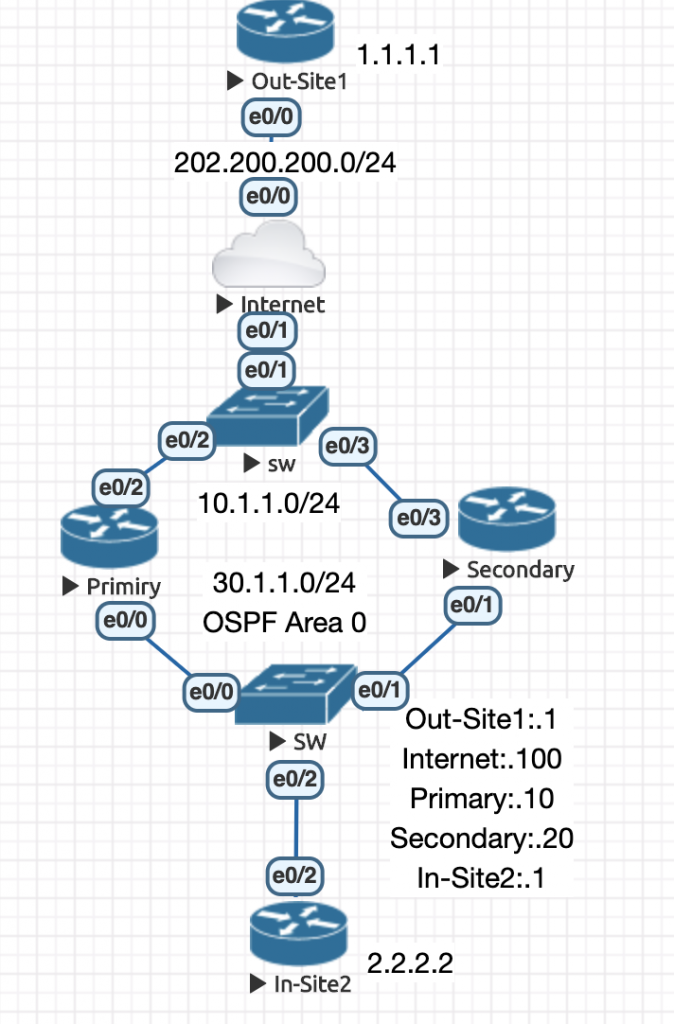 1.1.1.1
Out-Site1
e0/0
202.200.200.0/24
e0/0
Internet
e0/1
e0/1
e0/2
e0/3
sw
e0/2
10.1.1.0/24
e0/3
Primiry
30.1.1.0/24
Secondary
e0/0
OSPF Area 0
e0/1
e0/0
e0/1
SW
Out-Site1:.1
Internet:.100
Primary:.10
Secondary:.20
In-Site2:.1
e0/2
e0/2
In-Site2
2.2.2.2